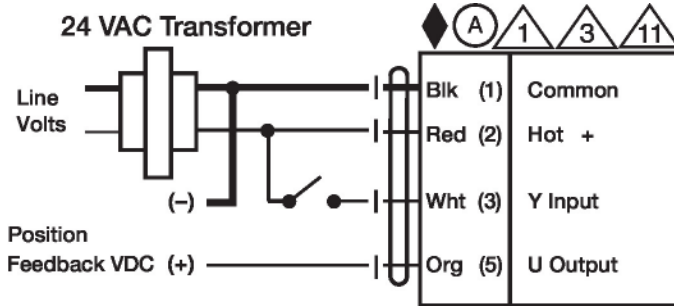 24 VAC Transformer
A 1 3 11
Line
Volts
Blk (1) Common
Red (2) Hot +
(–)
Wht (3) Y Input
Position
Feedback VDC (+)
Org (5) U Output